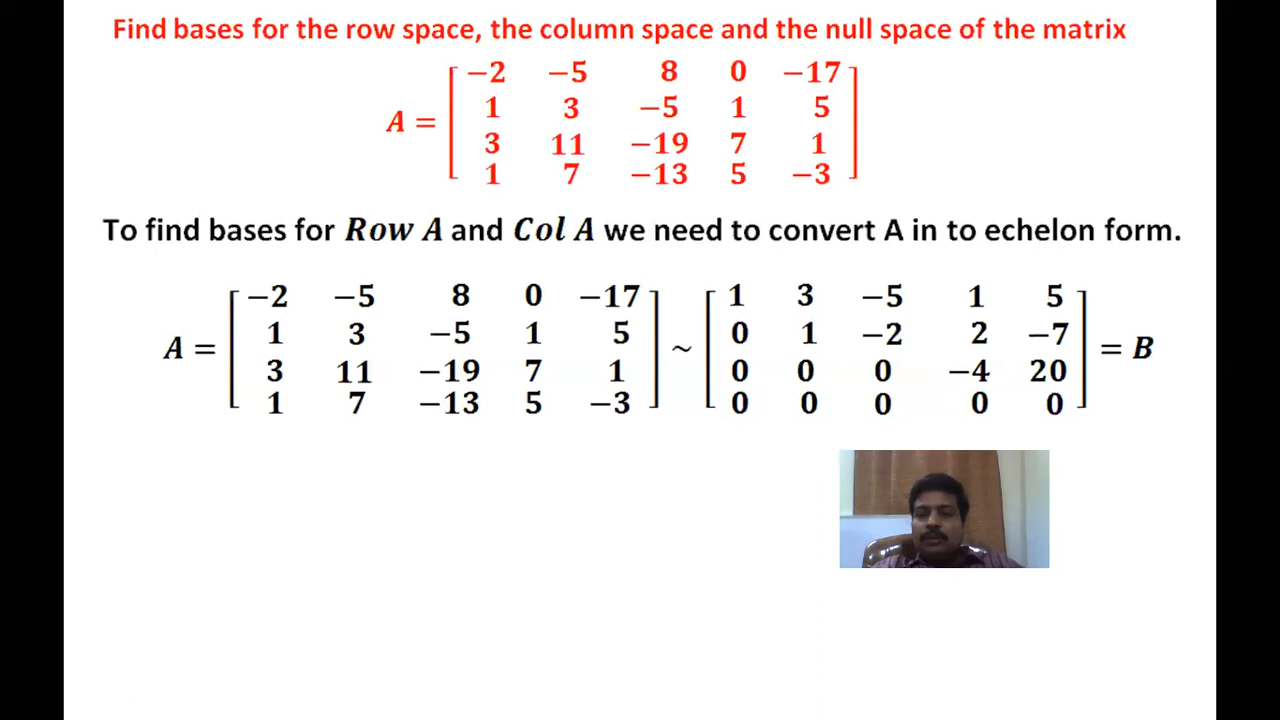 Find bases for the row space, the column space and the null space of the matrix
−2 −5 8 0 −17
1 3 −5 1 5
A =
3 11 −19 7 1
1 7 −13 5 −3
To find bases for Row A and Col A we need to convert A in to echelon form.
−2 −5 8 0 −17 1 3 −5 1 5
1 3 −5 1 5 0 1 −2 2 −7
A = ~ = B
3 11 −19 7 1 0 0 0 −4 20
1 7 −13 5 −3 0 0 0 0 0